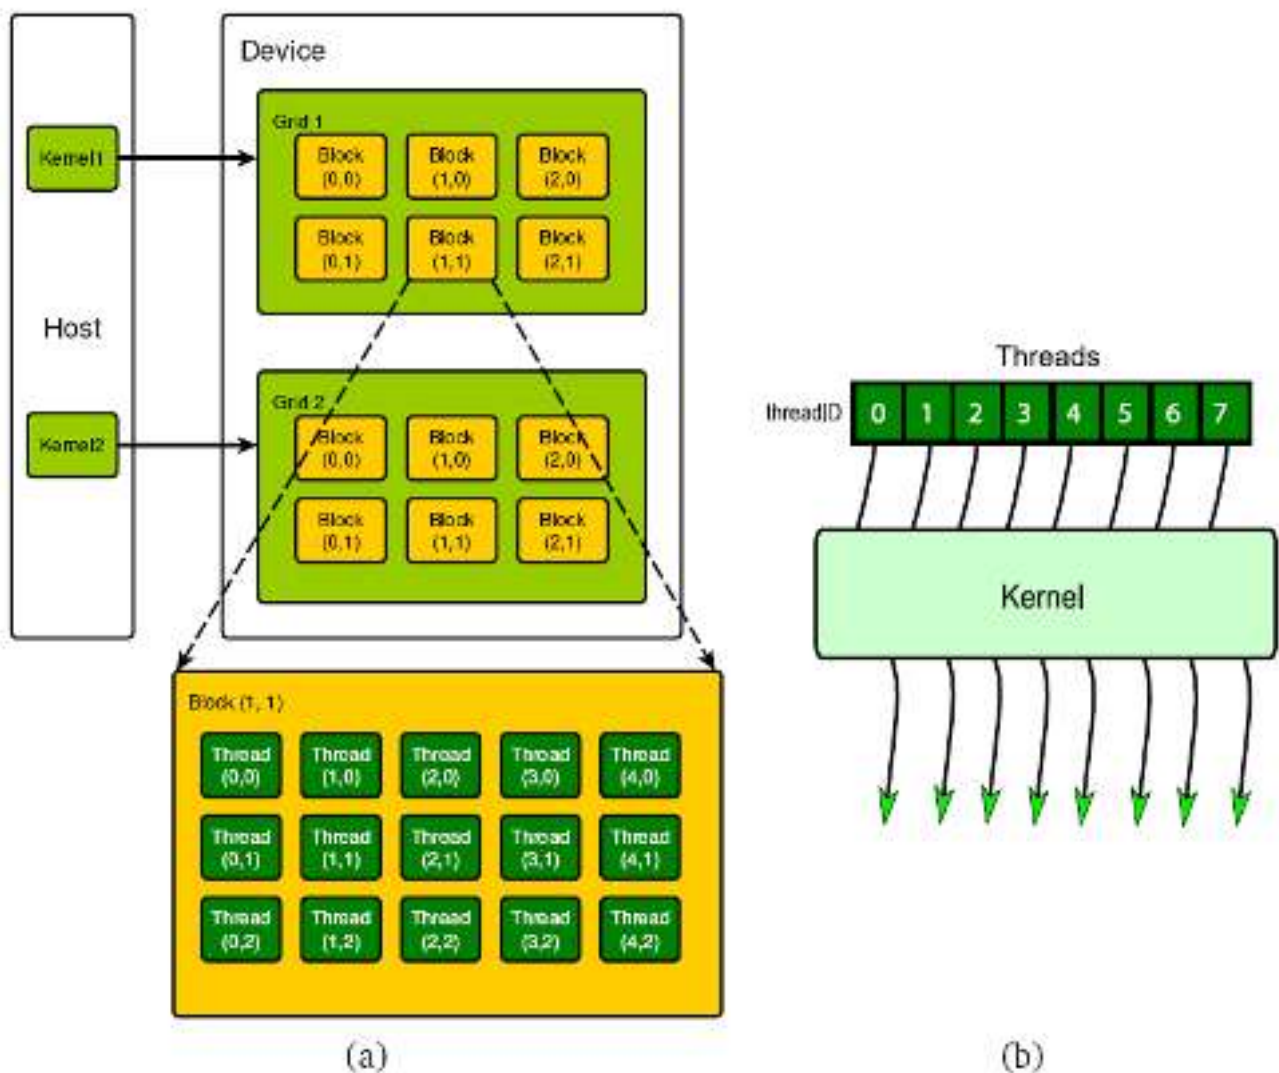 Device
Grid 1
Kernel1
Block Block Block
(0,0) (1,0) (2,0)
Block Block Block
(0,1) (1,1) (2,1)
Host
Grid 2
Kernel2
Block Block Block
(0,0) (1,0) (2,0)
Block Block Block
(0,1) (1,1) (2,1)
Block (1, 1)
Thread Thread Thread Thread Thread
(0,0) (1,0) (2,0) (3,0) (4,0)
Thread Thread Thread Thread Thread
(0,1) (1,1) (2,1) (3,1) (4,1)
Thread Thread Thread Thread Thread
(0,2) (1,2) (2,2) (3,2) (4,2)
(a)
Threads
threadID 0 1 2 3 4 5 6 7
Kernel
(b)